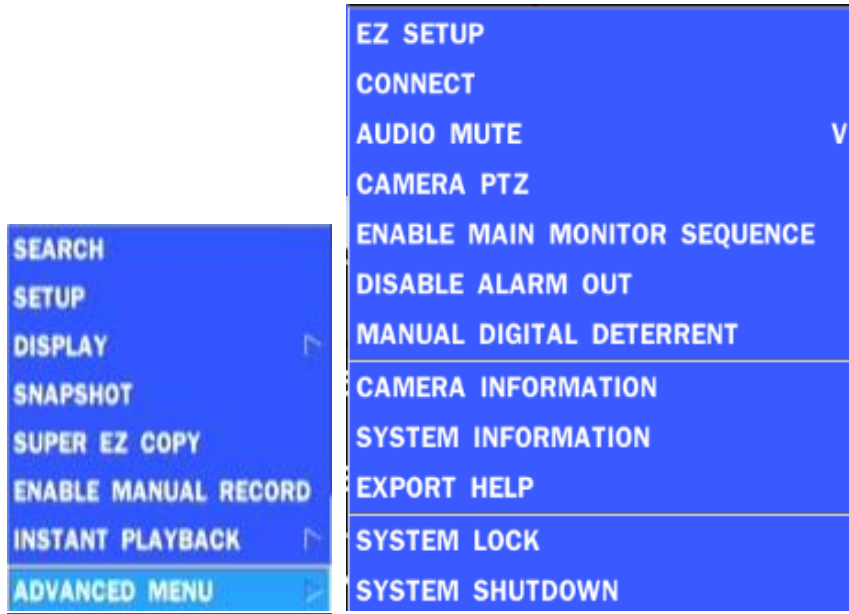 SEARCH
SETUP
DISPLAY
SNAPSHOT
SUPER EZ COPY
ENABLE MANUAL RECORD
INSTANT PLAYBACK
ADVANCED MENU
EZ SETUP
CONNECT
AUDIO MUTE V
CAMERA PTZ
ENABLE MAIN MONITOR SEQUENCE
DISABLE ALARM OUT
MANUAL DIGITAL DETERRENT
CAMERA INFORMATION
SYSTEM INFORMATION
EXPORT HELP
SYSTEM LOCK
SYSTEM SHUTDOWN